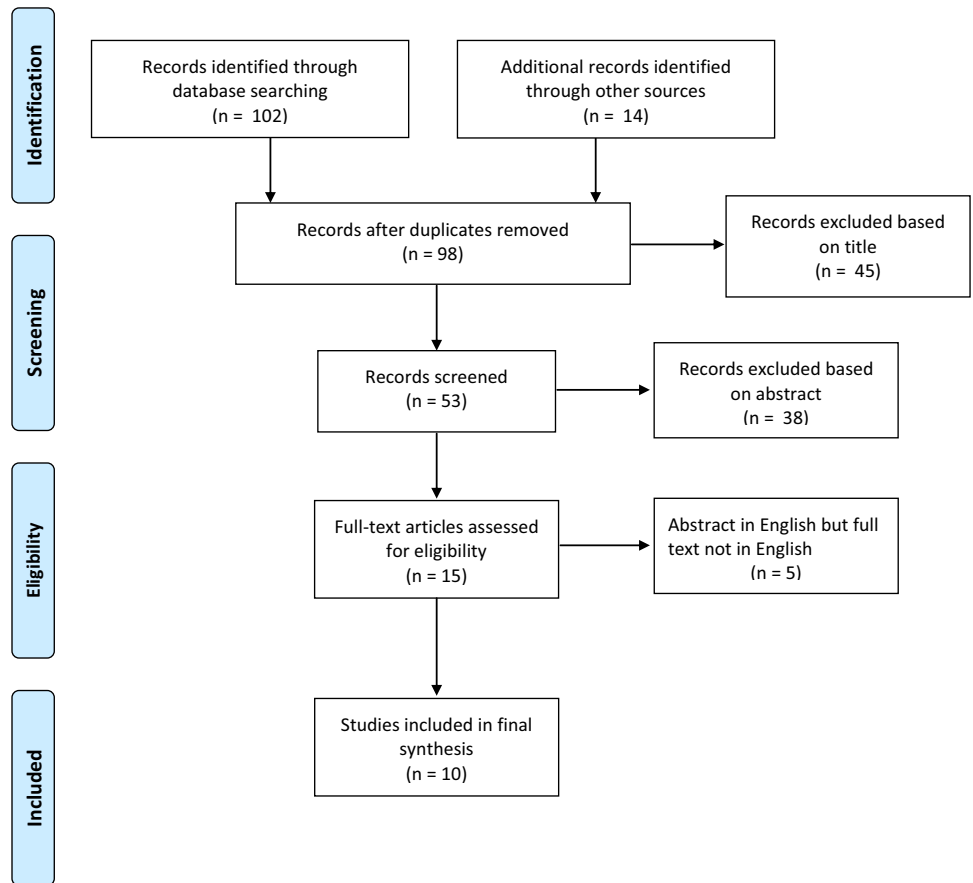 Identification
Records identified through
database searching
(n = 102)
Additional records identified
through other sources
(n = 14)
Records after duplicates removed
(n = 98)
Records excluded based
on title
(n = 45)
Screening
Records screened
(n = 53)
Records excluded based
on abstract
(n = 38)
Eligibility
Full-text articles assessed
for eligibility
(n = 15)
Abstract in English but full
text not in English
(n = 5)
Included
Studies included in final
synthesis
(n = 10)